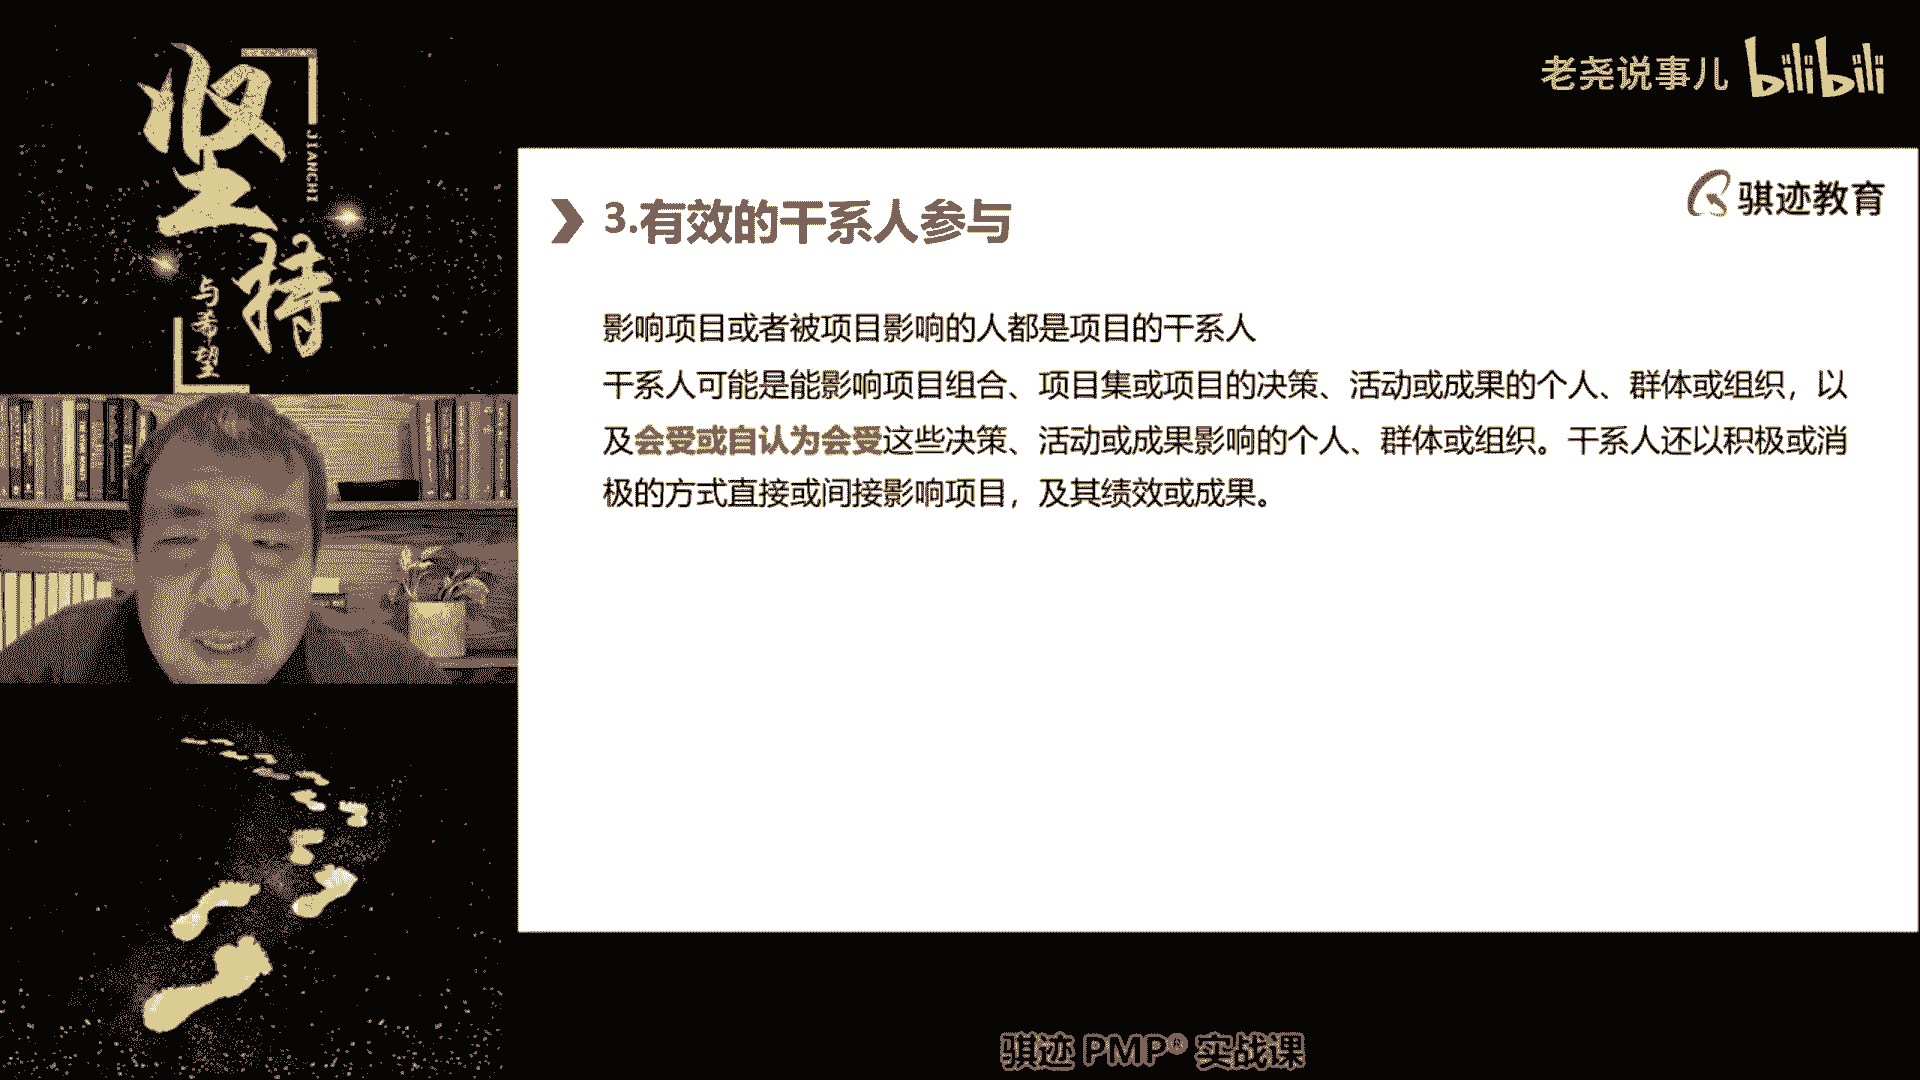 坚持
JIANCHI
与希望
老尧说事儿 bilibili
骐迹教育
3.有效的干系人参与
影响项目或者被项目影响的人都是项目的干系人
干系人可能是能影响项目组合、项目集或项目的决策、活动或成果的个人、群体或组织，以
及会受或自认为会受这些决策、活动或成果影响的个人、群体或组织。干系人还以积极或消
极的方式直接或间接影响项目，及其绩效或成果。
骐迹 PMP® 实战课